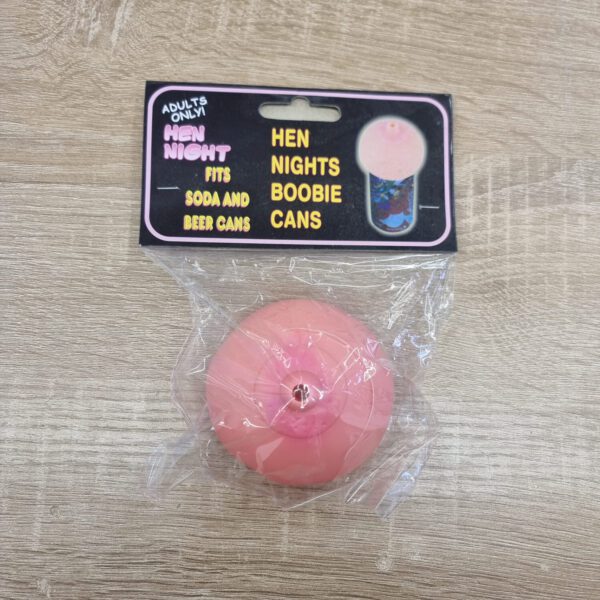 ADULTS
ONLY!
HEN
NIGHT
FITS
SODA AND
BEER CANS
HEN
NIGHTS
BOOBIE
CANS